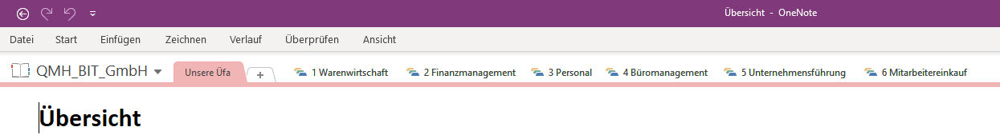 Übersicht - OneNote
Datei Start Einfügen Zeichnen Verlauf Überprüfen Ansicht
QMH_BIT_GmbH Unsere Üfa + 1 Warenwirtschaft 2 Finanzmanagement 3 Personal 4 Büromanagement 5 Unternehmensführung 6 Mitarbeitereinkauf
Übersicht